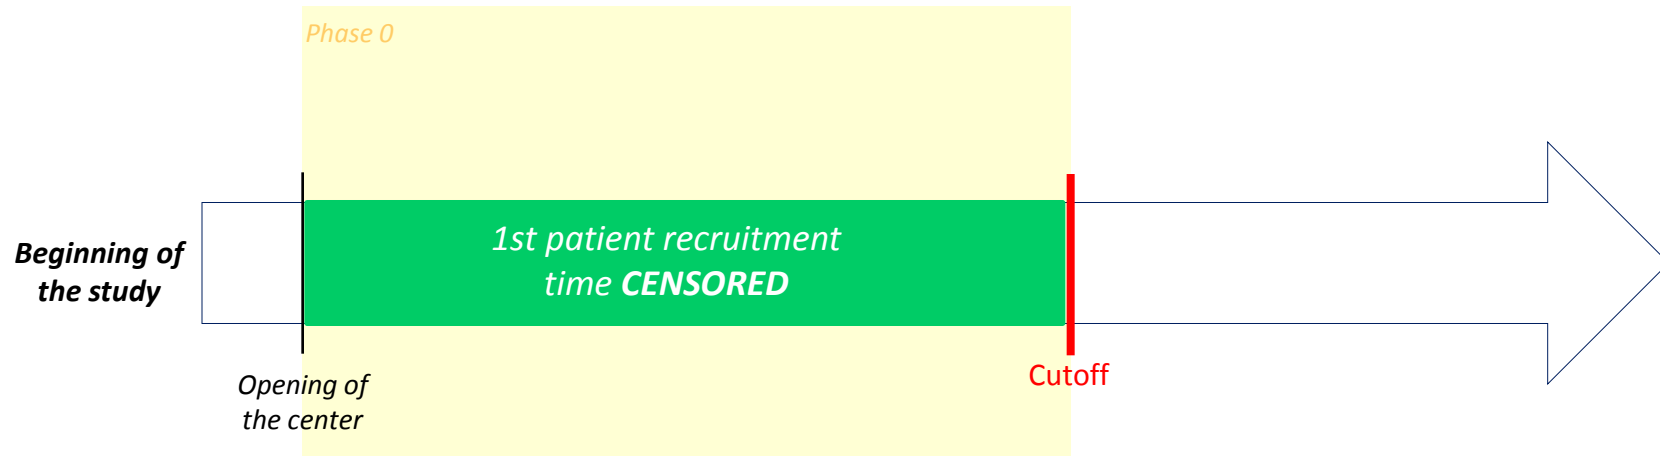 Phase 0
Beginning of
the study
1st patient recruitment
time CENSORED
Opening of
the center
Cutoff